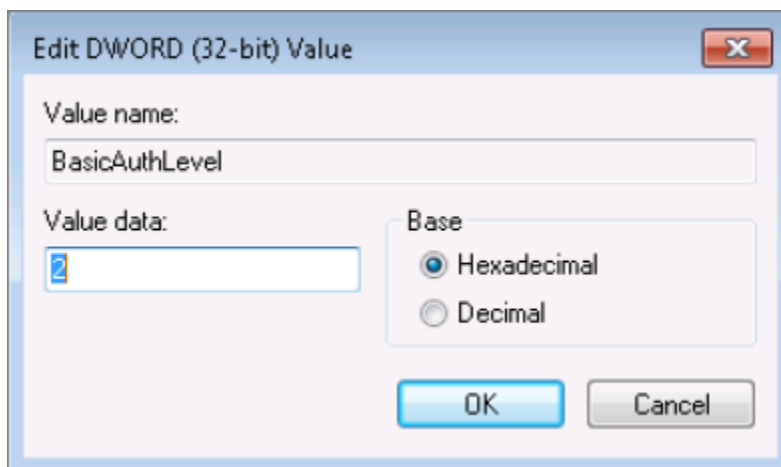 Edit DWORD (32-bit) Value
Value name:
BasicAuthLevel
Value data:
2
Base
Hexadecimal
Decimal
OK
Cancel